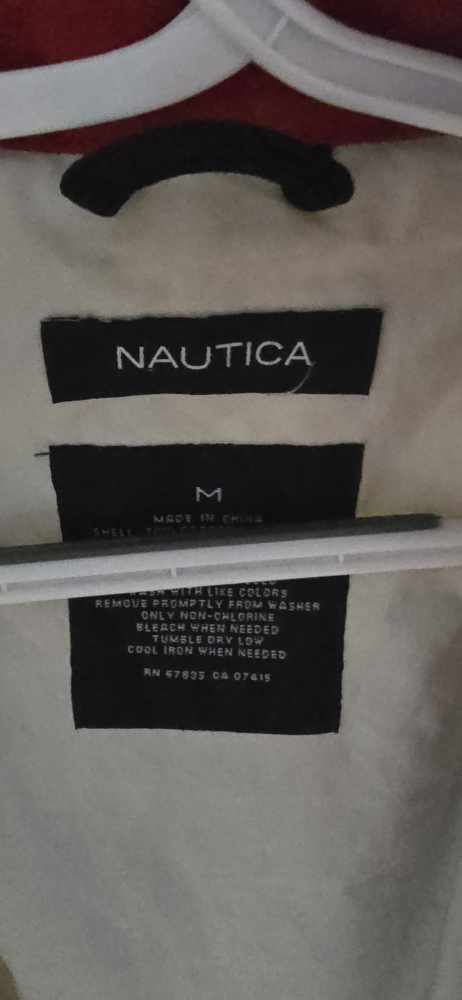 NAUTICA
M
MADE IN CHINA
SHELL:
WASH WITH LIKE COLORS
REMOVE PROMPTLY FROM WASHER
ONLY NON-CHLORINE
BLEACH WHEN NEEDED
TUMBLE DRY LOW
COOL IRON WHEN NEEDED
RN 67835 CA 07415